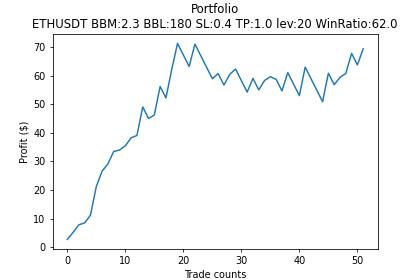 Portfolio
ETHUSDT BBM:2.3 BBL:180 SL:0.4 TP:1.0 lev:20 WinRatio:62.0
70
60
50
40
30
20
10
0
Profit ($)
0 10 20 30 40 50
Trade counts